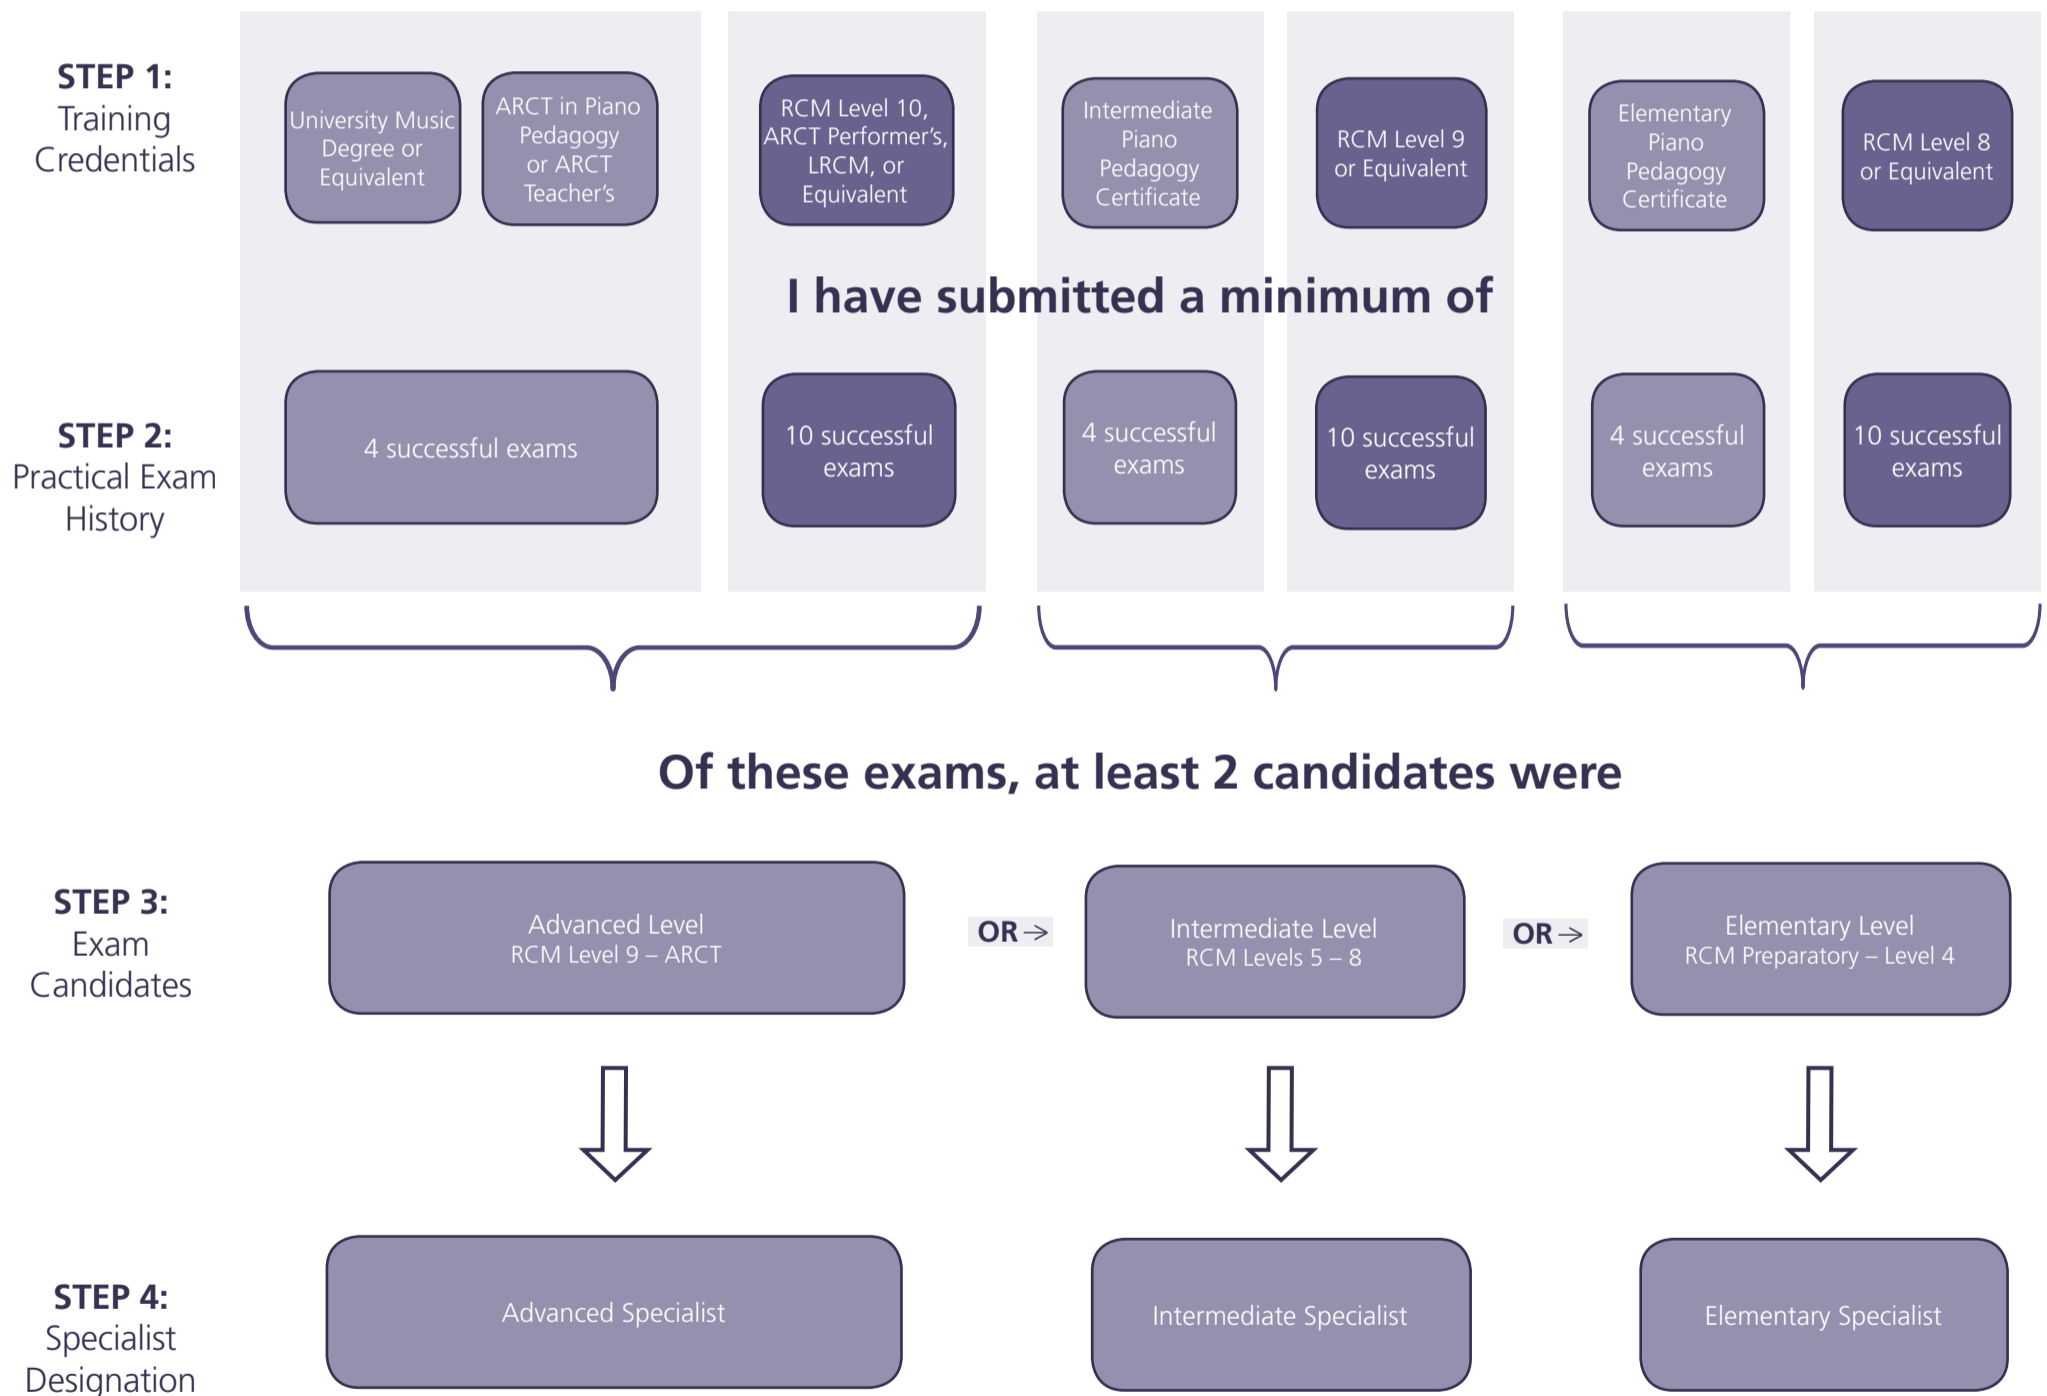 STEP 1:
Training
Credentials
University Music
Degree or
Equivalent
ARCT in Piano
Pedagogy
or ARCT
Teacher's
RCM Level 10,
ARCT Performer's,
LRCM, or
Equivalent
Intermediate
Piano
Pedagogy
Certificate
RCM Level 9
or Equivalent
Elementary
Piano
Pedagogy
Certificate
RCM Level 8
or Equivalent
I have submitted a minimum of
STEP 2:
Practical Exam
History
4 successful exams
10 successful
exams
4 successful
exams
10 successful
exams
4 successful
exams
10 successful
exams
Of these exams, at least 2 candidates were
STEP 3:
Exam
Candidates
Advanced Level
RCM Level 9 – ARCT
OR →
Intermediate Level
RCM Levels 5 – 8
OR →
Elementary Level
RCM Preparatory – Level 4
STEP 4:
Specialist
Designation
Advanced Specialist
Intermediate Specialist
Elementary Specialist